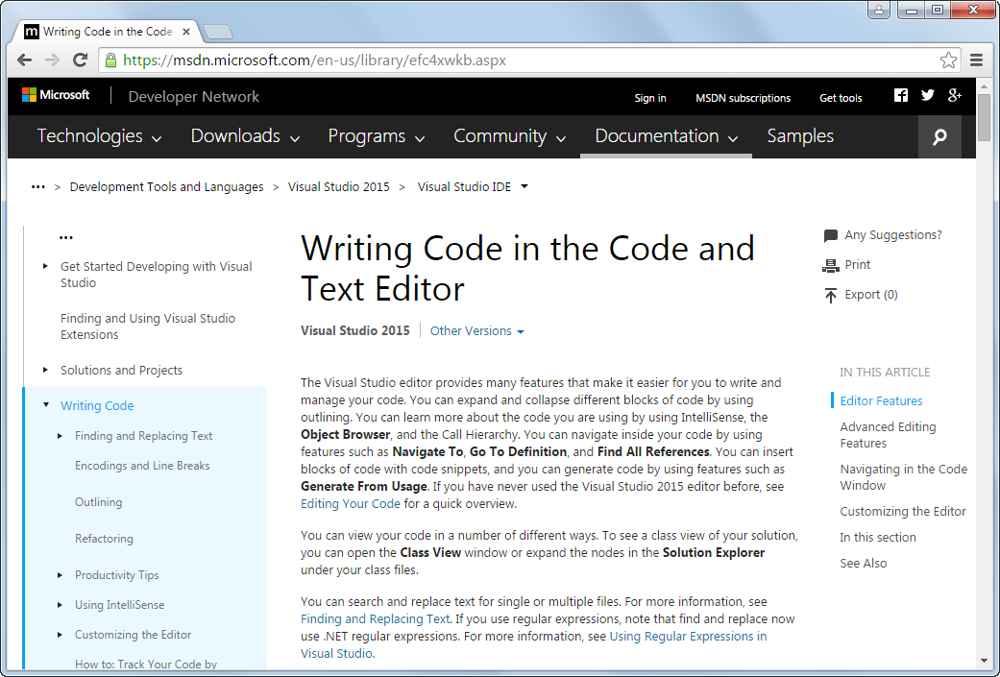 Writing Code in the Code
https://msdn.microsoft.com/en-us/library/efc4xwkb.aspx
Microsoft
Developer Network
Sign in
MSDN subscriptions
Get tools
Technologies
Downloads
Programs
Community
Documentation
Samples
••• > Development Tools and Languages > Visual Studio 2015 > Visual Studio IDE
•••
Get Started Developing with Visual
Studio
Finding and Using Visual Studio
Extensions
Solutions and Projects
Writing Code
Finding and Replacing Text
Encodings and Line Breaks
Outlining
Refactoring
Productivity Tips
Using IntelliSense
Customizing the Editor
How to: Track Your Code by
Writing Code in the Code and
Text Editor
Visual Studio 2015
Other Versions
The Visual Studio editor provides many features that make it easier for you to write and
manage your code. You can expand and collapse different blocks of code by using
outlining. You can learn more about the code you are using by using IntelliSense, the
Object Browser, and the Call Hierarchy. You can navigate inside your code by using
features such as Navigate To, Go To Definition, and Find All References. You can insert
blocks of code with code snippets, and you can generate code by using features such as
Generate From Usage. If you have never used the Visual Studio 2015 editor before, see
Editing Your Code for a quick overview.
You can view your code in a number of different ways. To see a class view of your solution,
you can open the Class View window or expand the nodes in the Solution Explorer
under your class files.
You can search and replace text for single or multiple files. For more information, see
Finding and Replacing Text. If you use regular expressions, note that find and replace now
use .NET regular expressions. For more information, see Using Regular Expressions in
Visual Studio.
Any Suggestions?
Print
Export (0)
IN THIS ARTICLE
Editor Features
Advanced Editing
Features
Navigating in the Code
Window
Customizing the Editor
In this section
See Also